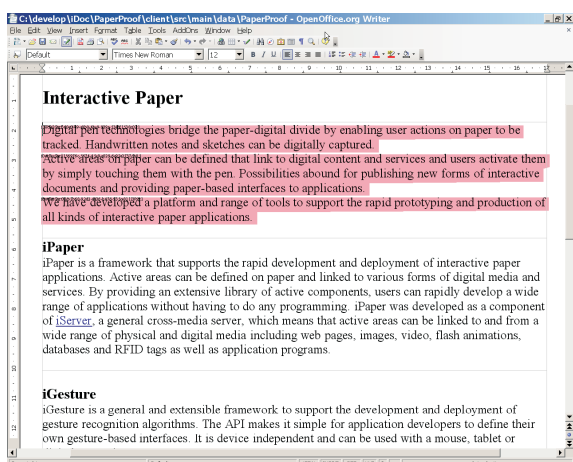 C:\develop\iDoc\PaperProof\client\src\main\data\PaperProof - OpenOffice.org Writer
File Edit View Insert Format Table Tools AddOns Window Help
Default Times New Roman 12 B I U
Interactive Paper
Digital pen technologies bridge the paper-digital divide by enabling user actions on paper to be
tracked. Handwritten notes and sketches can be digitally captured.
Active areas on paper can be defined that link to digital content and services and users activate them
by simply touching them with the pen. Possibilities abound for publishing new forms of interactive
documents and providing paper-based interfaces to applications.
We have developed a platform and range of tools to support the rapid prototyping and production of
all kinds of interactive paper applications.
iPaper
iPaper is a framework that supports the rapid development and deployment of interactive paper
applications. Active areas can be defined on paper and linked to various forms of digital media and
services. By providing an extensive library of active components, users can rapidly develop a wide
range of applications without having to do any programming. iPaper was developed as a component
of iServer, a general cross-media server, which means that active areas can be linked to and from a
wide range of physical and digital media including web pages, images, video, flash animations,
databases and RFID tags as well as application programs.
iGesture
iGesture is a general and extensible framework to support the development and deployment of
gesture recognition algorithms. The API makes it simple for application developers to define their
own gesture-based interfaces. It is device independent and can be used with a mouse, tablet or